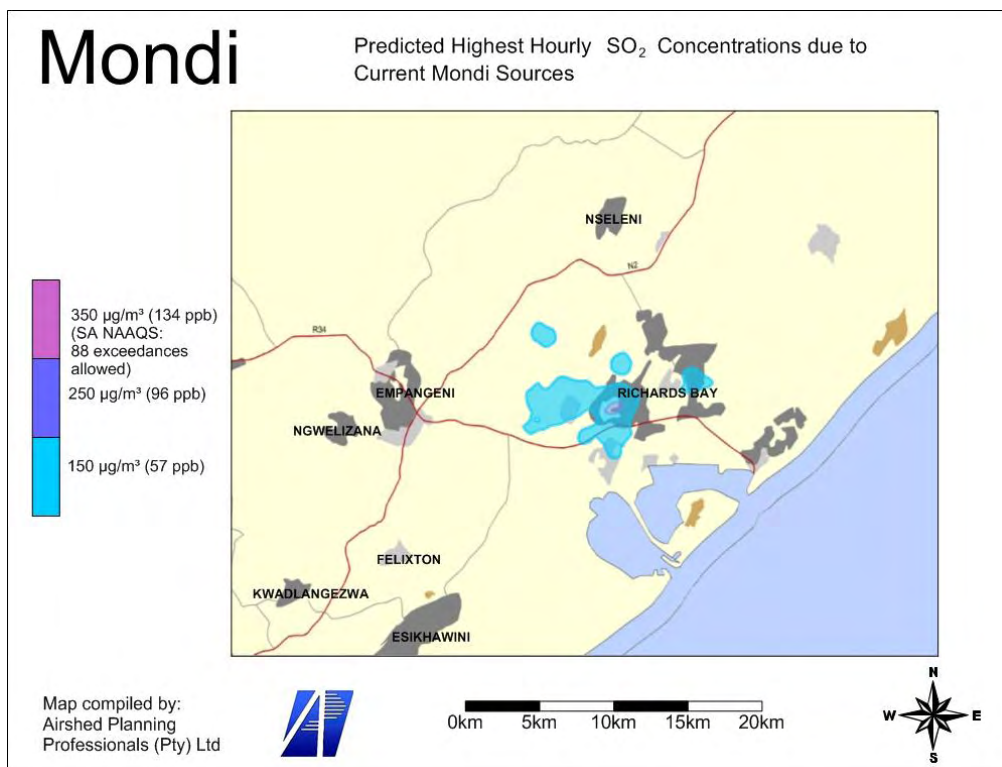 Mondi
Predicted Highest Hourly SO₂ Concentrations due to
Current Mondi Sources
350 µg/m³ (134 ppb)
(SA NAAQS:
88 exceedances
allowed)
250 µg/m³ (96 ppb)
150 µg/m³ (57 ppb)
NSELENI
N2
R34
EMPANGENI
RICHARDS BAY
NGWELIZANA
FELIXTON
KWADLANGEZWA
ESIKHAWINI
Map compiled by:
Airshed Planning
Professionals (Pty) Ltd
0km 5km 10km 15km 20km
N
W E
S